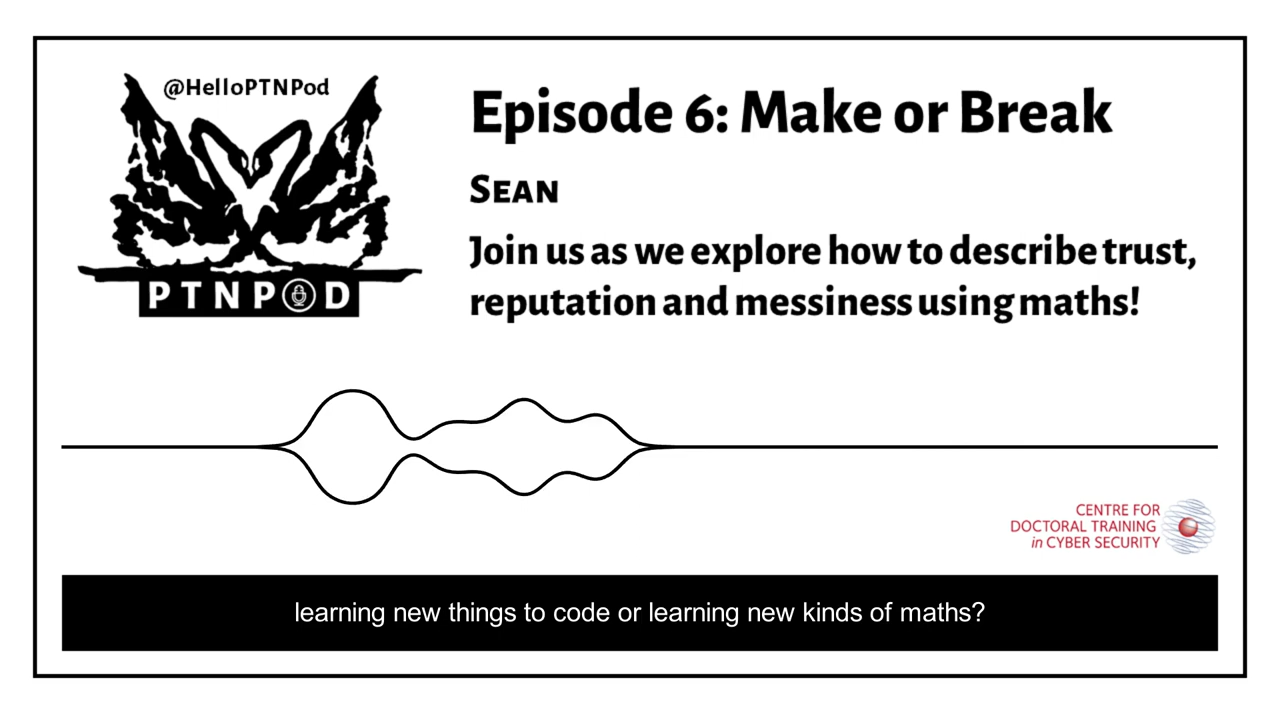 @HelloPTNPod
PTNPOD
Episode 6: Make or Break
SEAN
Join us as we explore how to describe trust,
reputation and messiness using maths!
CENTRE FOR
DOCTORAL TRAINING
in CYBER SECURITY
learning new things to code or learning new kinds of maths?